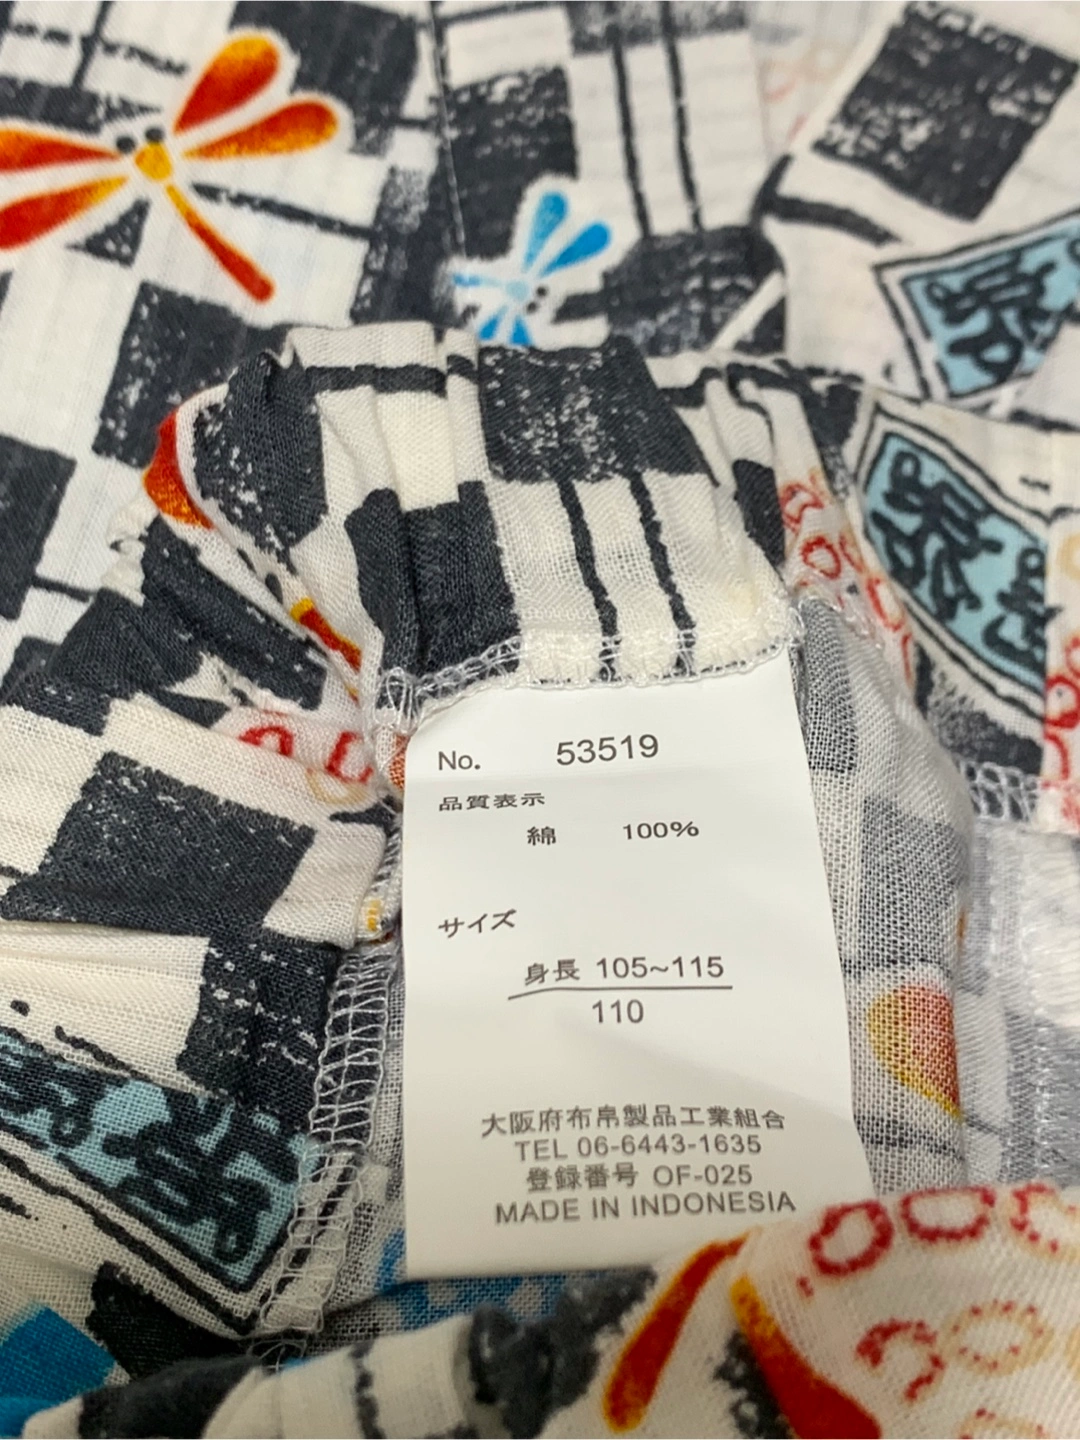 No. 53519
品質表示
綿 100%
サイズ
身長 105~115
110
大阪府布帛製品工業組合
TEL 06-6443-1635
登録番号 OF-025
MADE IN INDONESIA